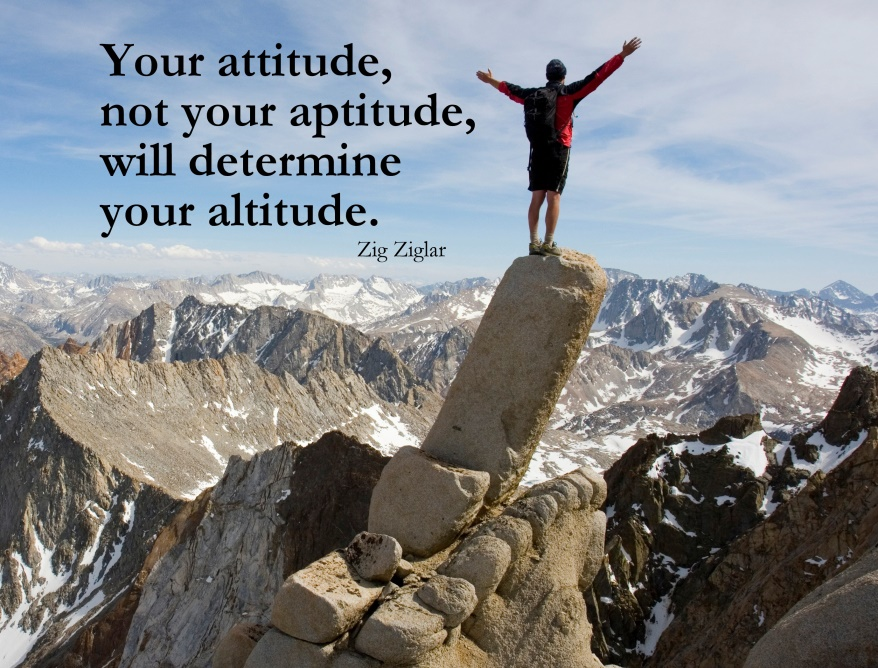 Your attitude,
not your aptitude,
will determine
your altitude.
Zig Ziglar